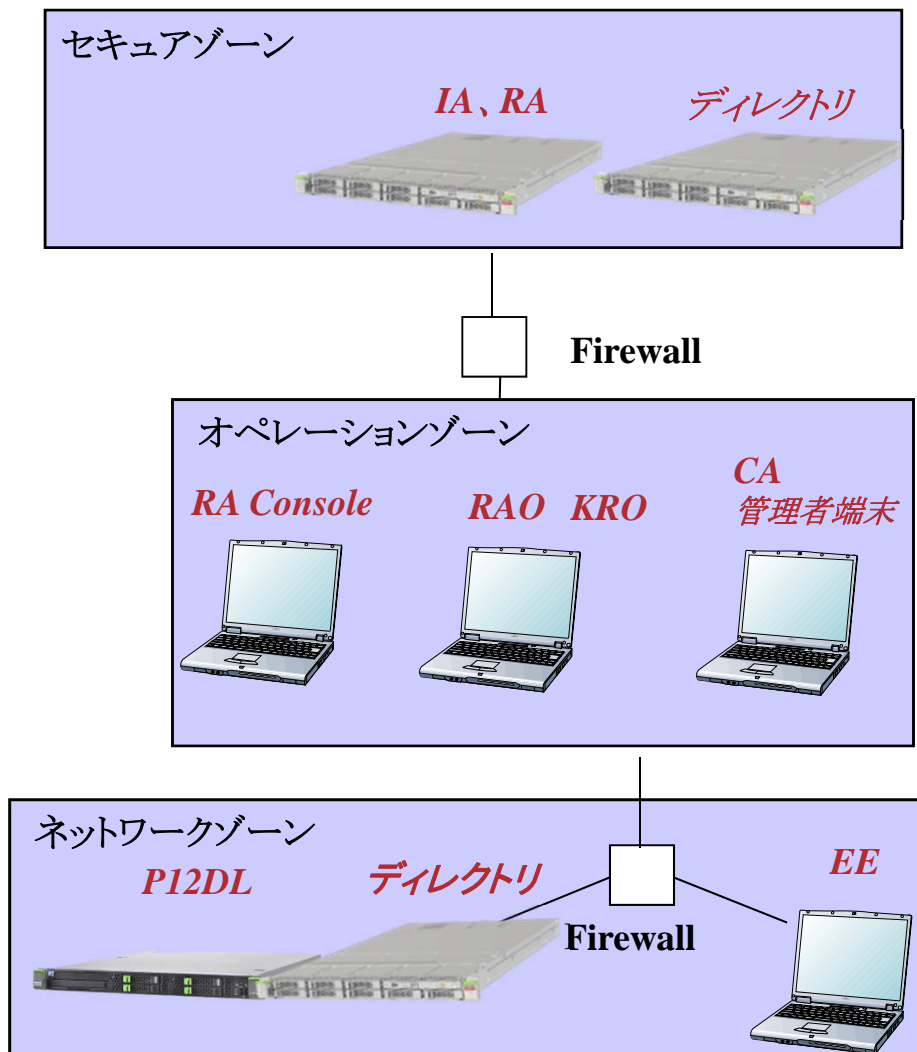 セキュアゾーン
IA、RA
ディレクトリ
Firewall
オペレーションゾーン
RA Console
RAO KRO
CA
管理者端末
ネットワークゾーン
P12DL
ディレクトリ
EE
Firewall